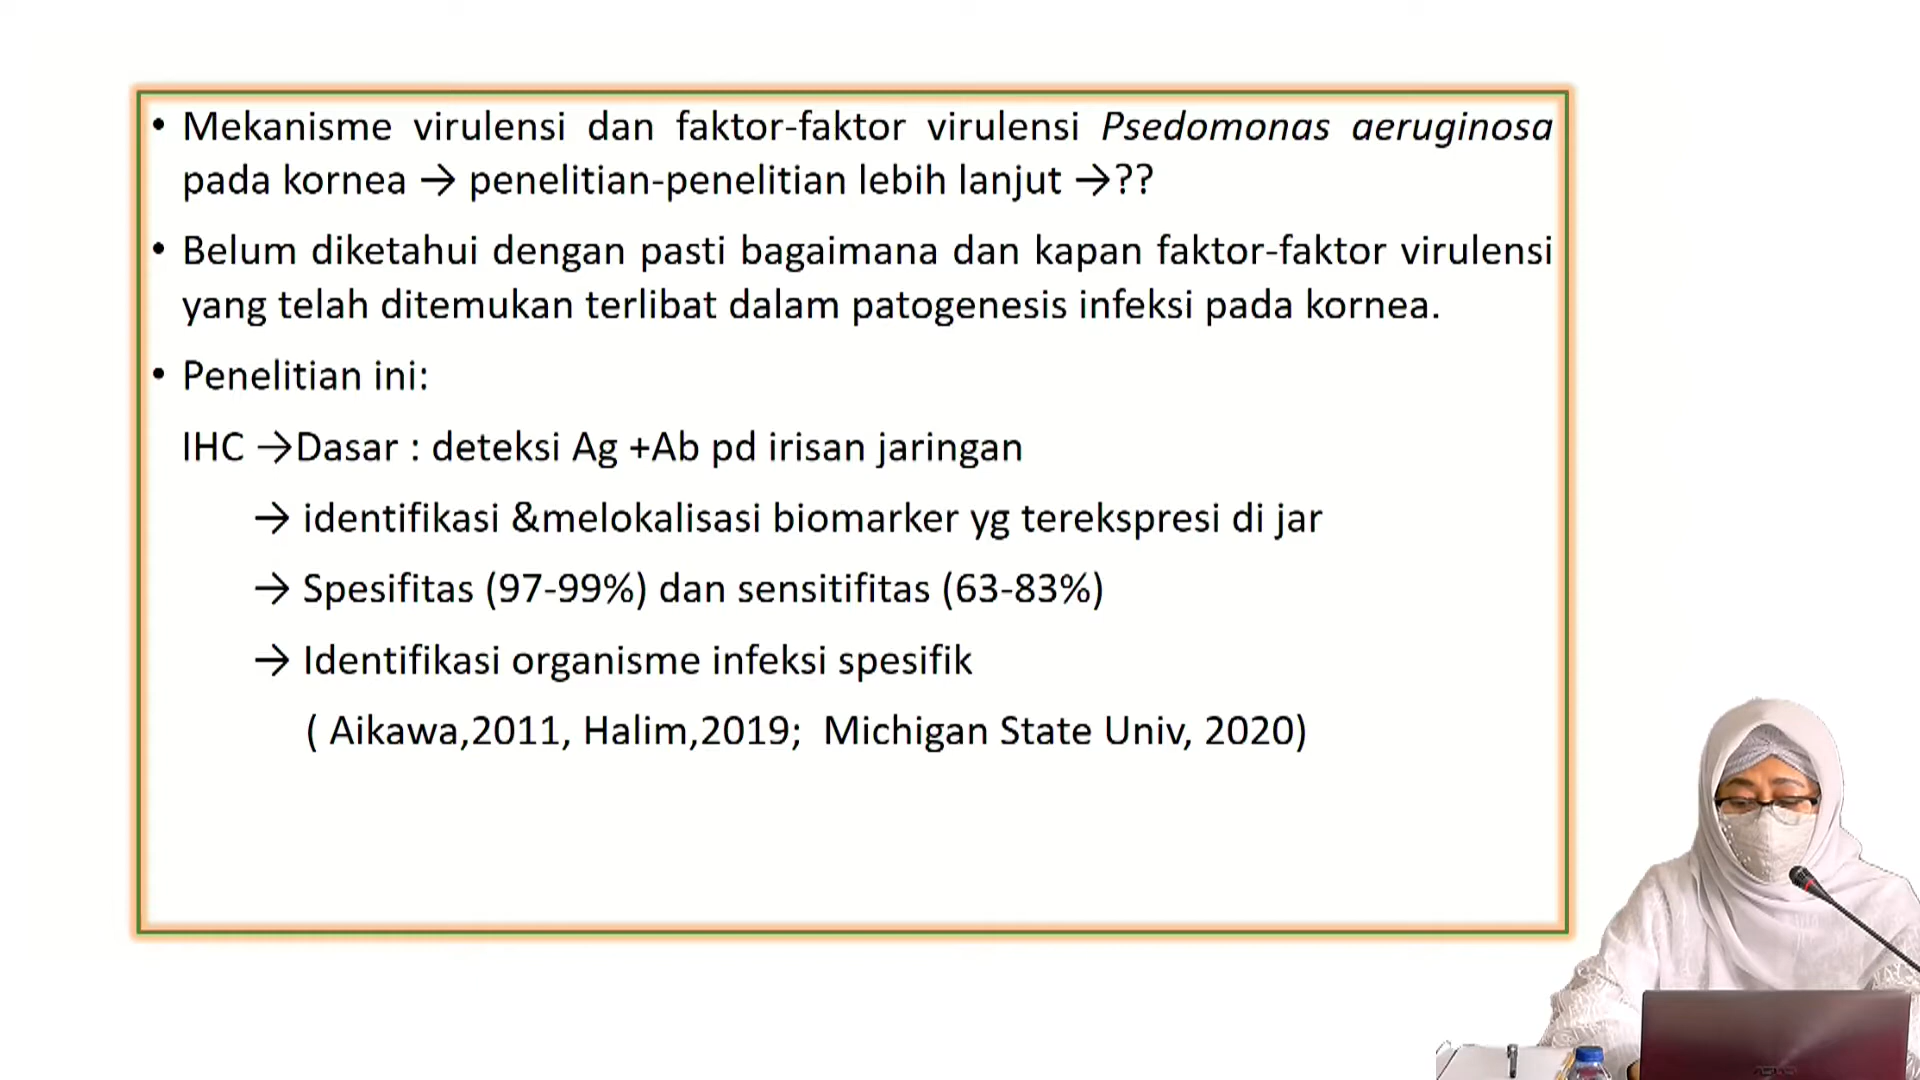 • Mekanisme virulensi dan faktor-faktor virulensi Psedomonas aeruginosa
pada kornea → penelitian-penelitian lebih lanjut →??
• Belum diketahui dengan pasti bagaimana dan kapan faktor-faktor virulensi
yang telah ditemukan terlibat dalam patogenesis infeksi pada kornea.
• Penelitian ini:
IHC →Dasar : deteksi Ag +Ab pd irisan jaringan
→ identifikasi &melokalisasi biomarker yg terekspresi di jar
→ Spesifitas (97-99%) dan sensitifitas (63-83%)
→ Identifikasi organisme infeksi spesifik
( Aikawa,2011, Halim,2019;  Michigan State Univ, 2020)